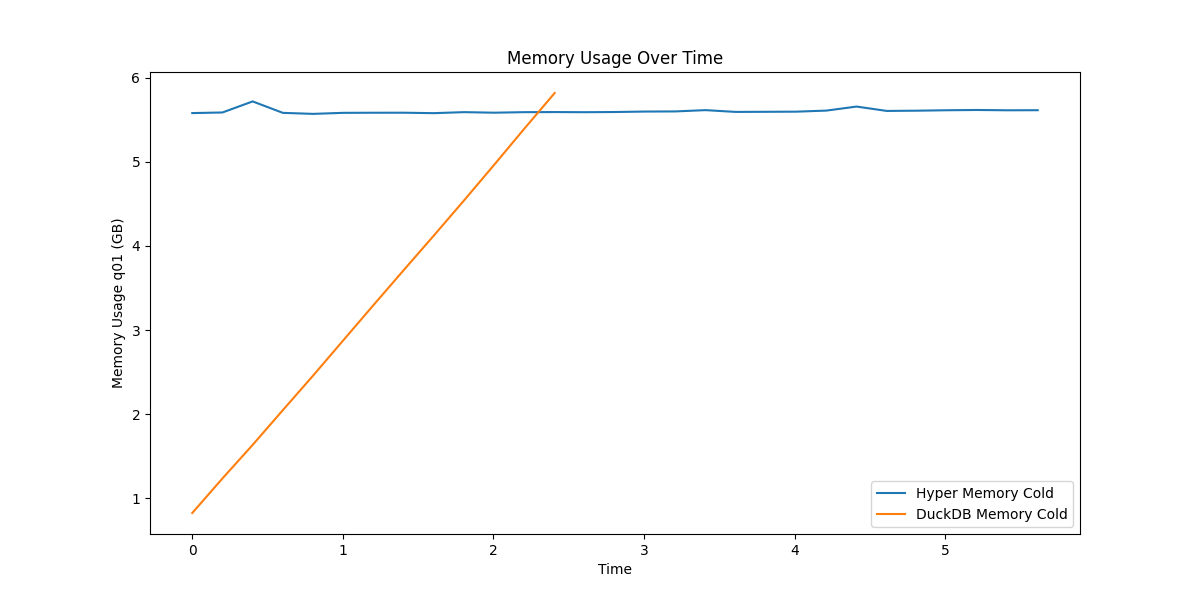 Memory Usage Over Time
Memory Usage q01 (GB)
6
5
4
3
2
1
0 1 2 3 4 5
Time
Hyper Memory Cold
DuckDB Memory Cold